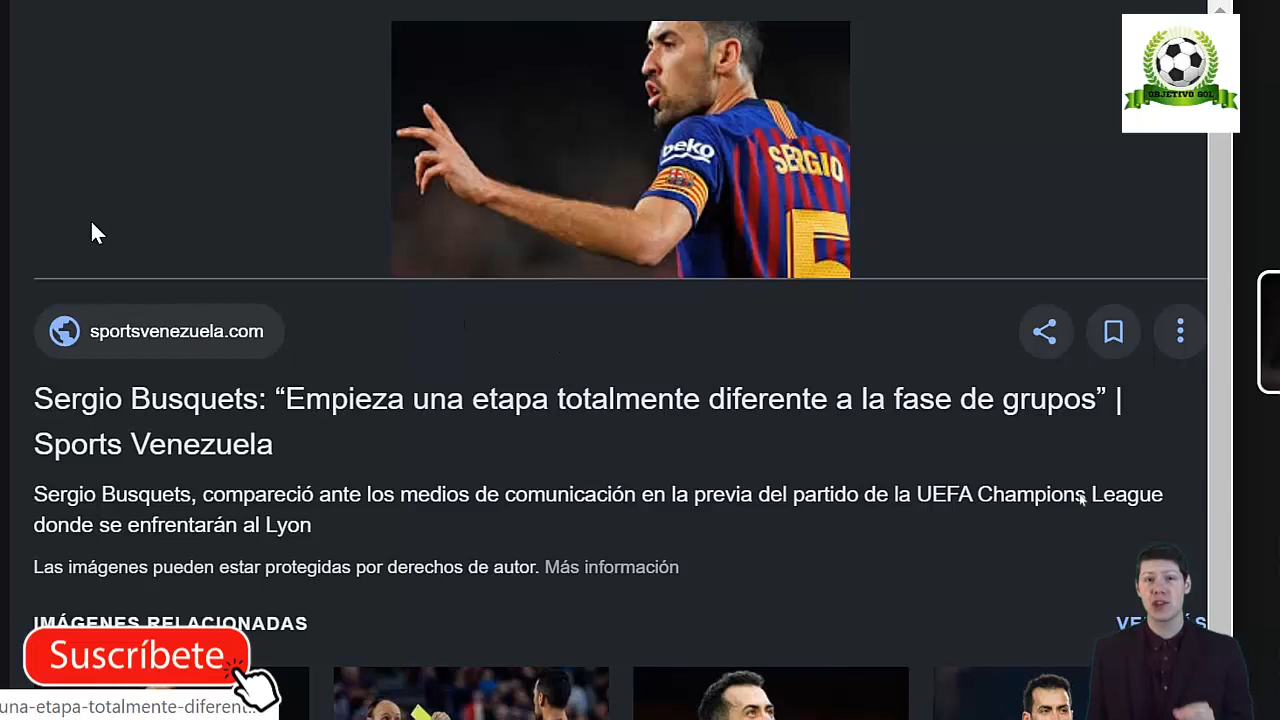 OBJETIVO GOL
beko
SERGIO
5
sportsvenezuela.com
Sergio Busquets: “Empieza una etapa totalmente diferente a la fase de grupos” |
Sports Venezuela
Sergio Busquets, compareció ante los medios de comunicación en la previa del partido de la UEFA Champions League
donde se enfrentarán al Lyon
Las imágenes pueden estar protegidas por derechos de autor. Más información
IMÁGENES RELACIONADAS
Suscríbete
una-etapa-totalmente-diferent...